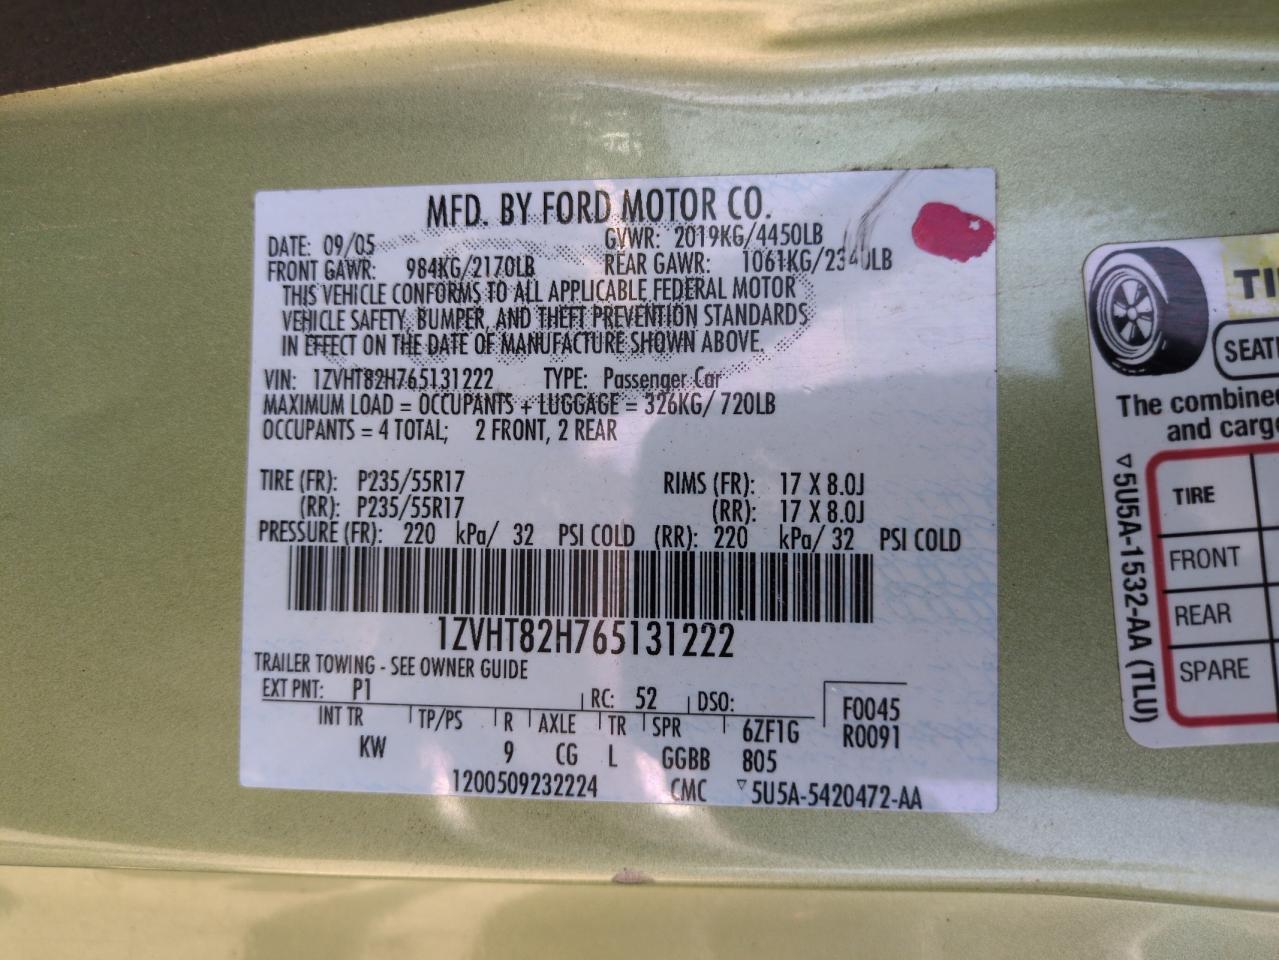 MFD. BY FORD MOTOR CO.
DATE: 09/05 GVWR: 2019KG/4450LB
FRONT GAWR: 984KG/2170LB REAR GAWR: 1061KG/2340LB
THIS VEHICLE CONFORMS TO ALL APPLICABLE FEDERAL MOTOR
VEHICLE SAFETY, BUMPER, AND THEFT PREVENTION STANDARDS
IN EFFECT ON THE DATE OF MANUFACTURE SHOWN ABOVE.
VIN: 1ZVHT82H765131222 TYPE: Passenger Car
MAXIMUM LOAD = OCCUPANTS + LUGGAGE = 326KG/720LB
OCCUPANTS = 4 TOTAL; 2 FRONT, 2 REAR
TIRE (FR): P235/55R17 RIMS (FR): 17 X 8.0J
(RR): P235/55R17 (RR): 17 X 8.0J
PRESSURE (FR): 220 kPa/ 32 PSI COLD (RR): 220 kPa/ 32 PSI COLD
1ZVHT82H765131222
TRAILER TOWING - SEE OWNER GUIDE
EXT PNT: P1 RC: 52 DSO: F0045
INT TR TP/PS R AXLE TR SPR 6ZF1G R0091
KW 9 CG L GGBB 805
1200509232224 CMC ▽5U5A-5420472-AA
TI
SEATI
The combined
and cargo
TIRE
FRONT
REAR
SPARE
▽5U5A-1532-AA (TLU)